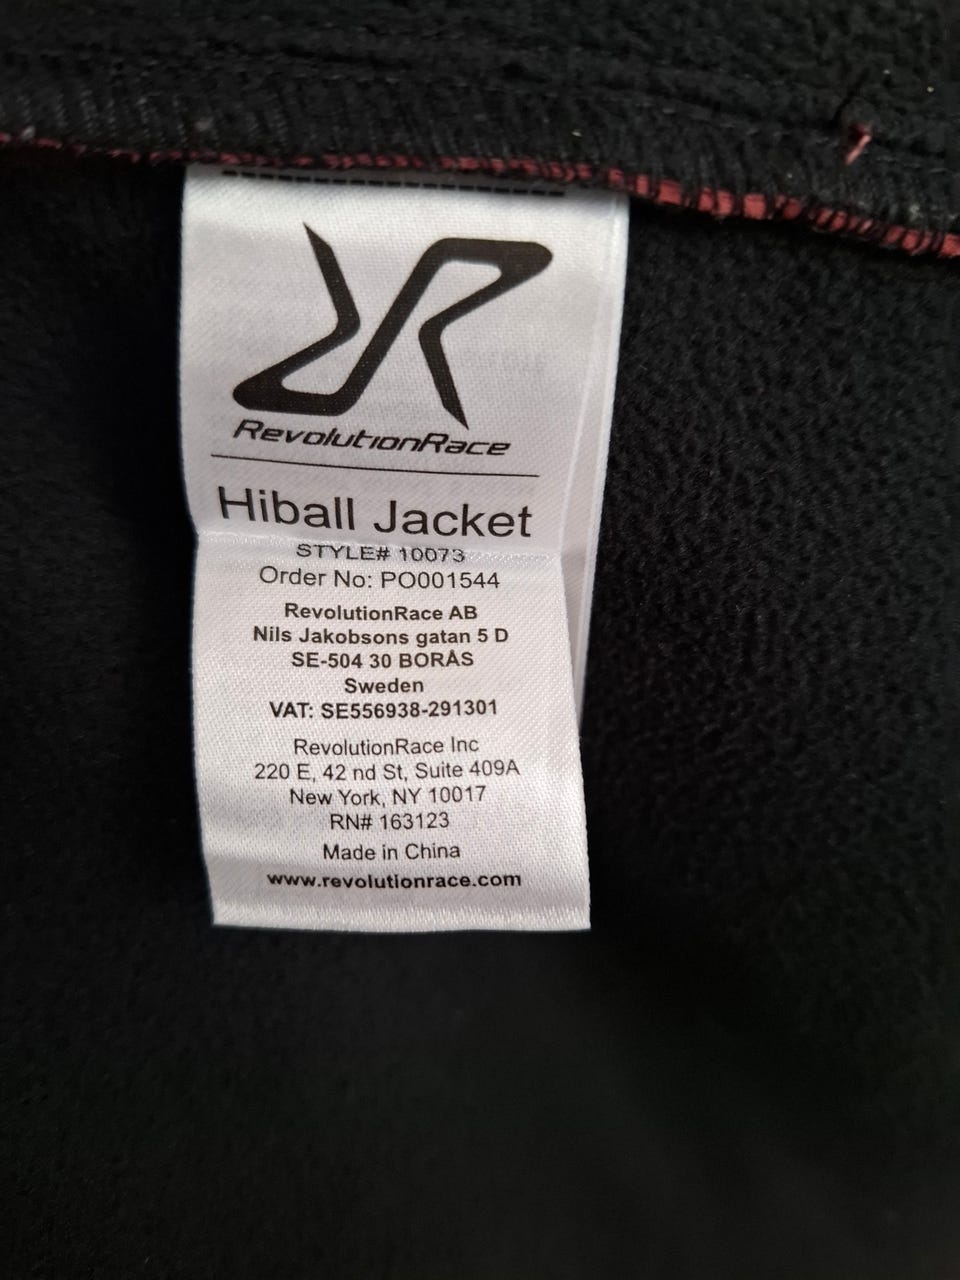 RevolutionRace
Hiball Jacket
STYLE# 10073
Order No: PO001544
RevolutionRace AB
Nils Jakobsons gatan 5 D
SE-504 30 BORÅS
Sweden
VAT: SE556938-291301
RevolutionRace Inc
220 E, 42 nd St, Suite 409A
New York, NY 10017
RN# 163123
Made in China
www.revolutionrace.com